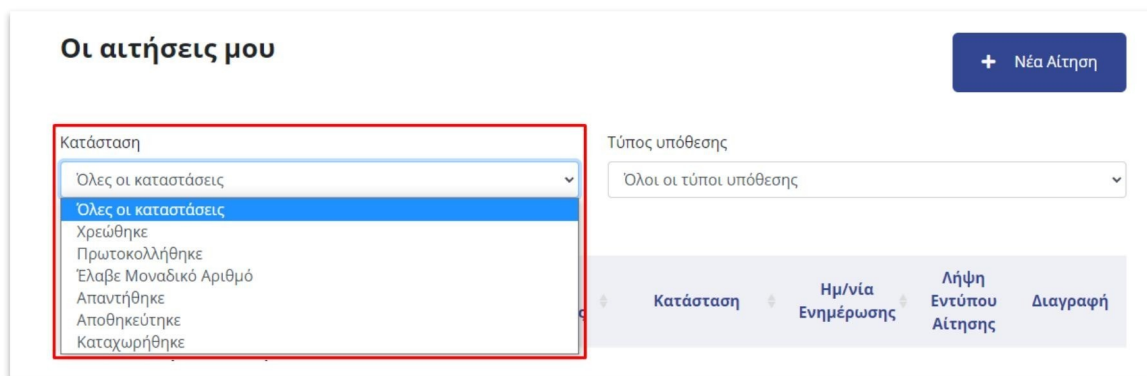 Οι αιτήσεις μου
+ Νέα Αίτηση
Κατάσταση
Όλες οι καταστάσεις
Όλες οι καταστάσεις
Χρεώθηκε
Πρωτοκολλήθηκε
Έλαβε Μοναδικό Αριθμό
Απαντήθηκε
Αποθηκεύτηκε
Καταχωρήθηκε
Τύπος υπόθεσης
Όλοι οι τύποι υπόθεσης
Κατάσταση
Ημ/νία
Ενημέρωσης
Λήψη
Εντύπου
Αίτησης
Διαγραφή